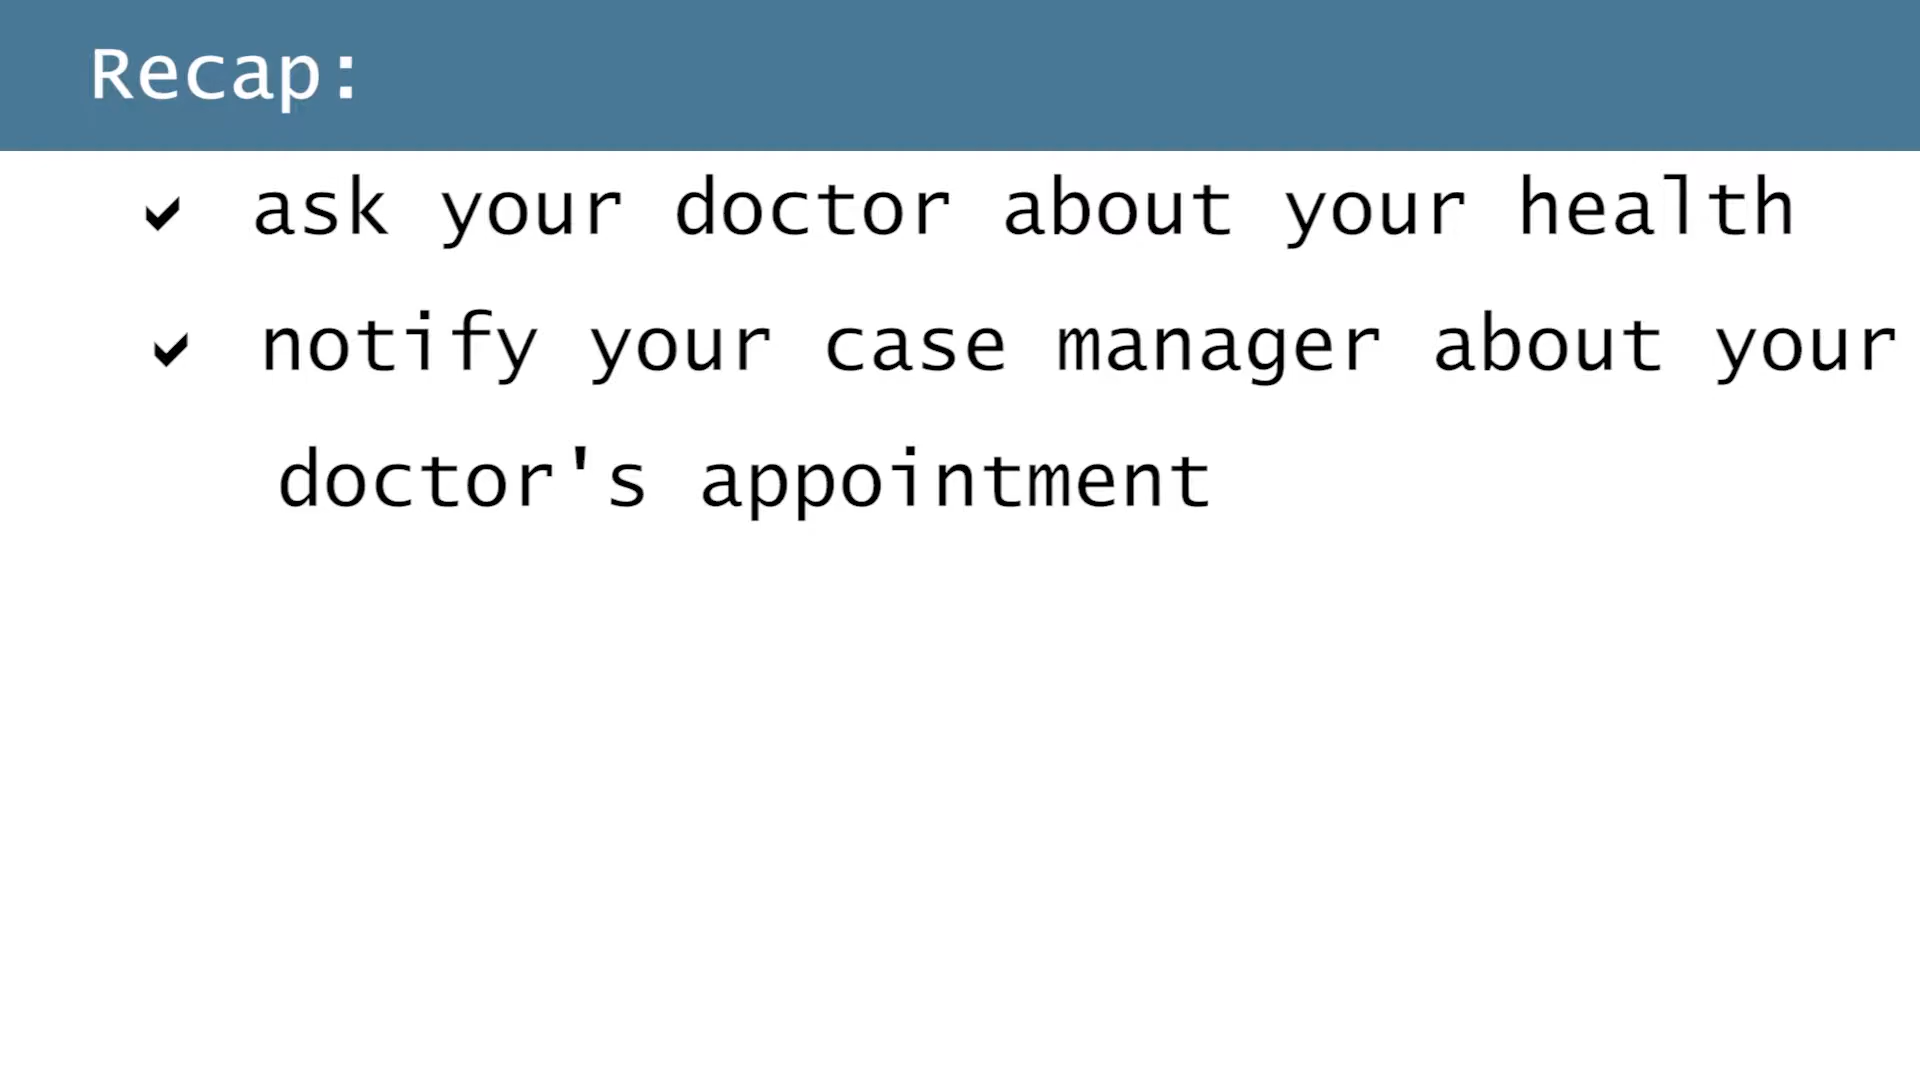 Recap:
✔ ask your doctor about your health
✔ notify your case manager about your
doctor's appointment